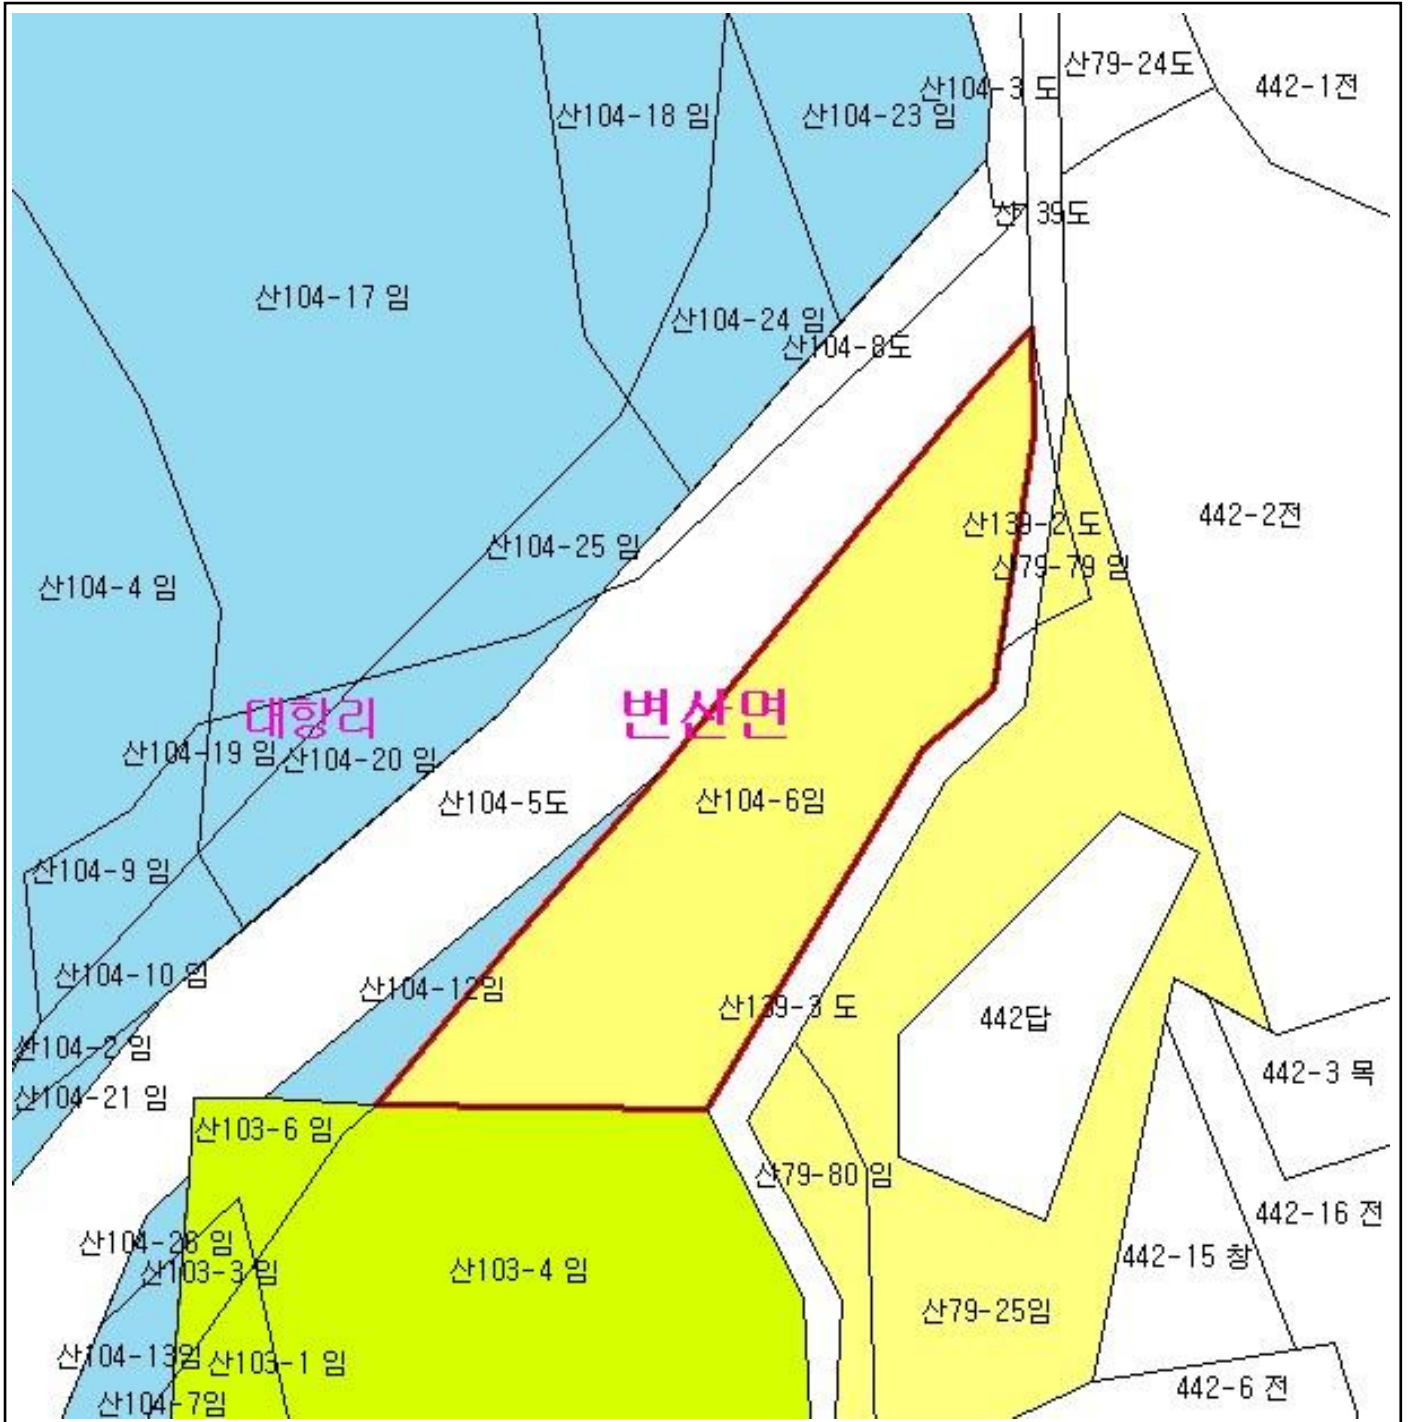 산79-24도
442-1전
산104-3 도
산104-18 임
산104-23 임
산104-17 임
산104-24 임
산104-8도
442-2전
산139-2 도
산104-25 임
산79-79 임
산104-4 임
대항리
변산면
산104-19 임
산104-20 임
산104-5도
산104-6임
산104-9 임
산104-10 임
산104-12임
산139-3 도
442답
산104-2 임
442-3 목
산104-21 임
산103-6 임
산79-80 임
442-16 전
산104-26 임
442-15 창
산103-3 임
산103-4 임
산79-25임
산104-13임
산103-1 임
442-6 전
산104-7임